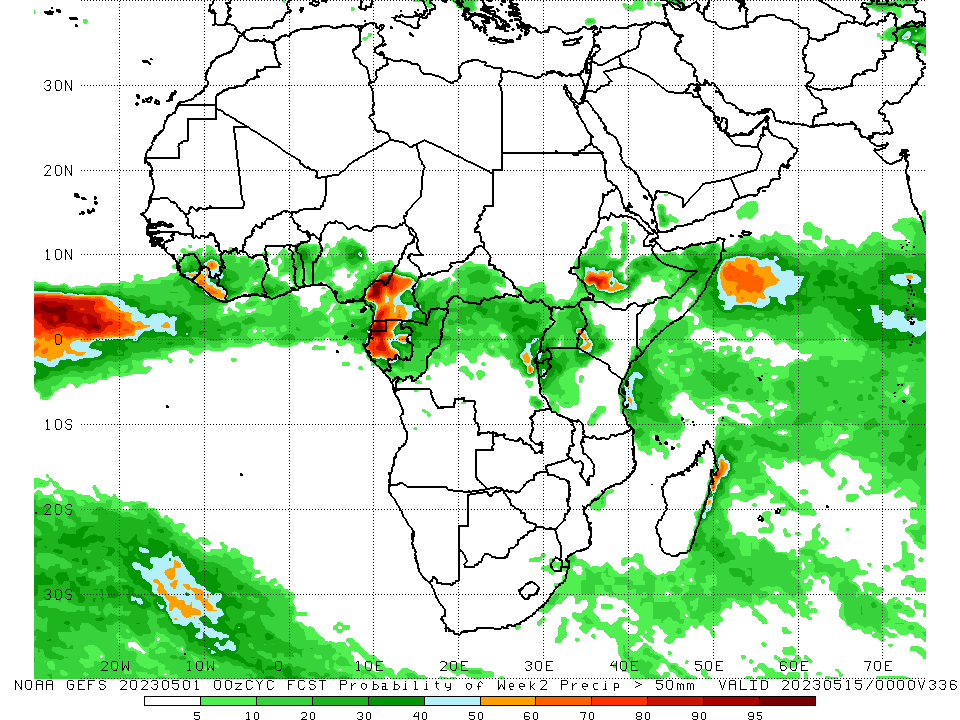 30N
20N
10N
0
10S
20S
30S
20W 10W 0 10E 20E 30E 40E 50E 60E 70E
NOAA GEFS 20230501 00zCYC FCST Probability of Week2 Precip > 50mm VALID 20230515/0000V336
5 10 20 30 40 50 60 70 80 90 95